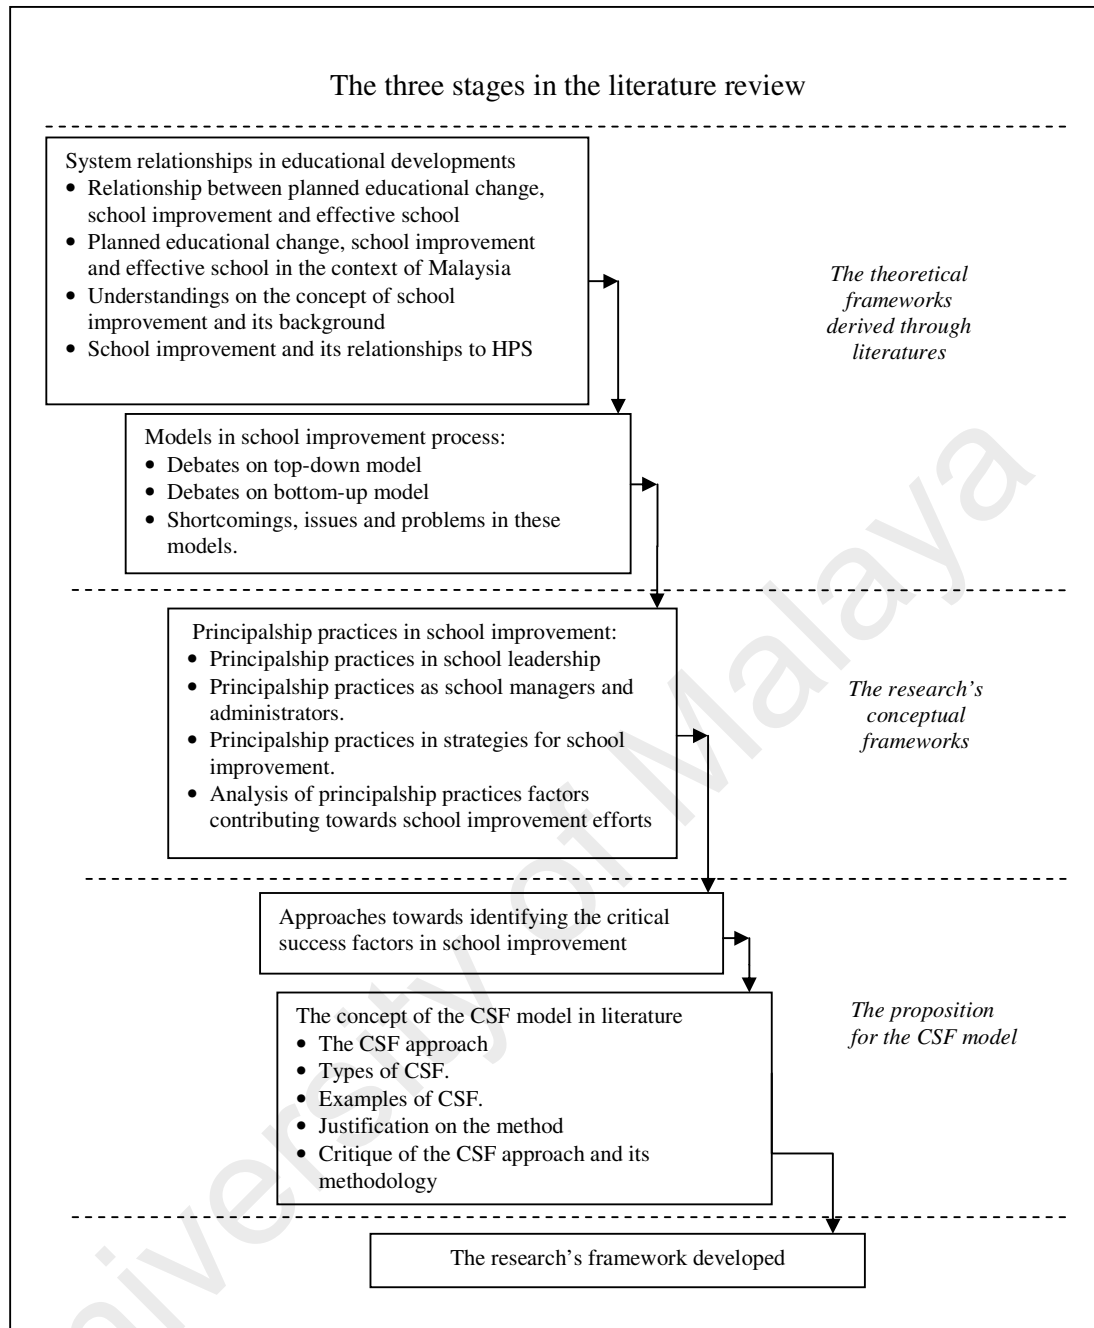 The three stages in the literature review
System relationships in educational developments
• Relationship between planned educational change,
school improvement and effective school
• Planned educational change, school improvement
and effective school in the context of Malaysia
• Understandings on the concept of school
improvement and its background
• School improvement and its relationships to HPS
The theoretical
frameworks
derived through
literatures
Models in school improvement process:
• Debates on top-down model
• Debates on bottom-up model
• Shortcomings, issues and problems in these
models.
Principalship practices in school improvement:
• Principalship practices in school leadership
• Principalship practices as school managers and
administrators.
• Principalship practices in strategies for school
improvement.
• Analysis of principalship practices factors
contributing towards school improvement efforts
The research’s
conceptual
frameworks
Approaches towards identifying the critical
success factors in school improvement
The concept of the CSF model in literature
• The CSF approach
• Types of CSF.
• Examples of CSF.
• Justification on the method
• Critique of the CSF approach and its
methodology
The proposition
for the CSF model
The research’s framework developed
niversity of Malaya